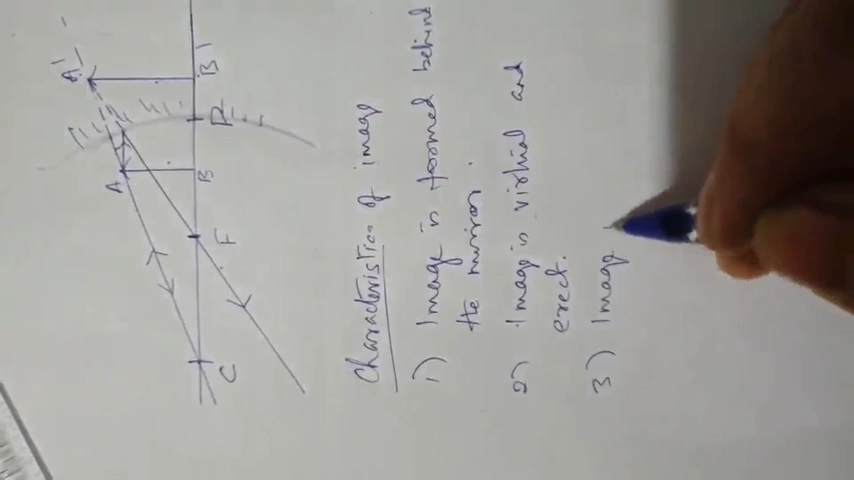 A'
A
B'
P
B
F
C
Characteristics of image
1) Image is formed behind
the mirror.
2) Image is virtual and
erect.
3) Image